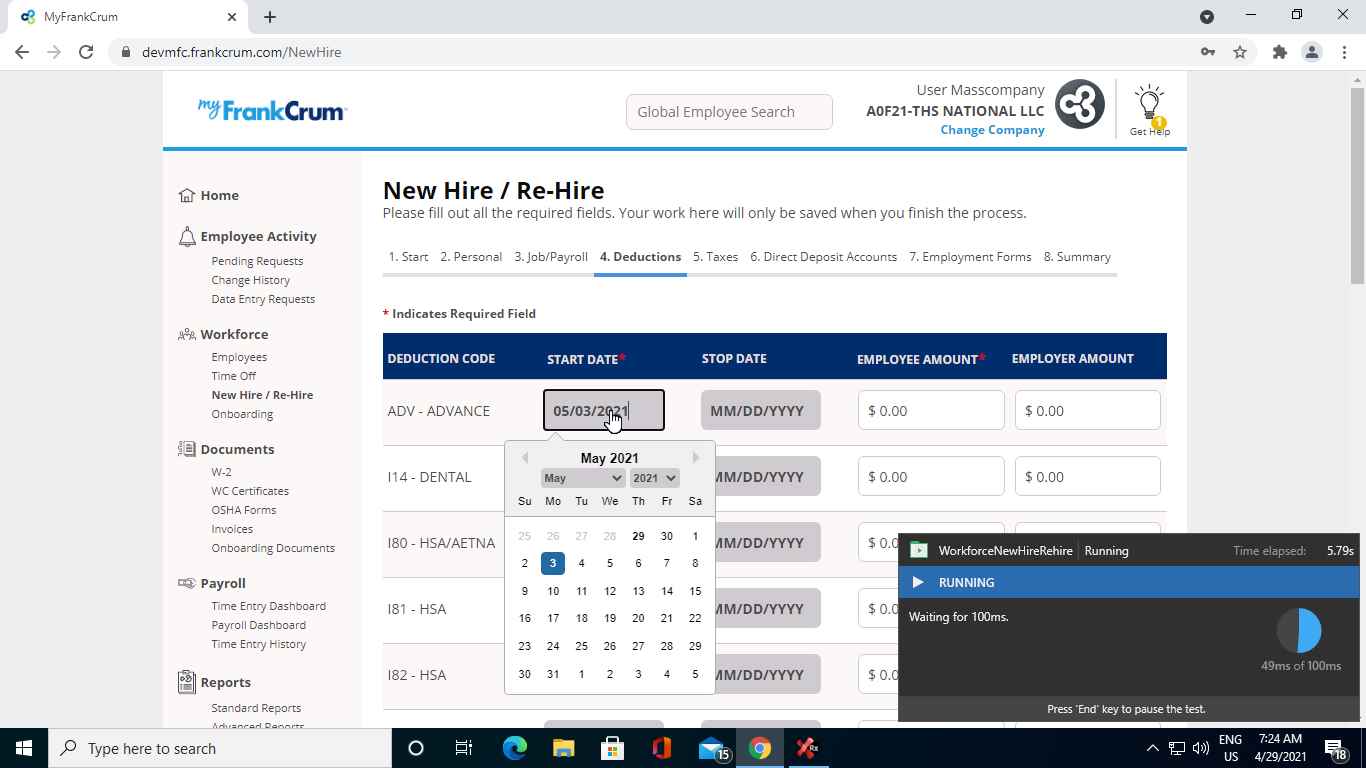 MyFrankCrum
devmfc.frankcrum.com/NewHire
myFrankCrum
Global Employee Search
User Masscompany
A0F21-THS NATIONAL LLC
Change Company
1
Get Help
Home
Employee Activity
Pending Requests
Change History
Data Entry Requests
Workforce
Employees
Time Off
New Hire / Re-Hire
Onboarding
Documents
W-2
WC Certificates
OSHA Forms
Invoices
Onboarding Documents
Payroll
Time Entry Dashboard
Payroll Dashboard
Time Entry History
Reports
Standard Reports
Advanced Reports
New Hire / Re-Hire
Please fill out all the required fields. Your work here will only be saved when you finish the process.
1. Start 2. Personal 3. Job/Payroll 4. Deductions 5. Taxes 6. Direct Deposit Accounts 7. Employment Forms 8. Summary
* Indicates Required Field
DEDUCTION CODE START DATE* STOP DATE EMPLOYEE AMOUNT* EMPLOYER AMOUNT
ADV - ADVANCE 05/03/2021 MM/DD/YYYY $ 0.00 $ 0.00
I14 - DENTAL MM/DD/YYYY $ 0.00 $ 0.00
I80 - HSA/AETNA MM/DD/YYYY $ 0.0
I81 - HSA MM/DD/YYYY $ 0.0
I82 - HSA MM/DD/YYYY $ 0.0
May 2021
May 2021
Su Mo Tu We Th Fr Sa
25 26 27 28 29 30 1
2 3 4 5 6 7 8
9 10 11 12 13 14 15
16 17 18 19 20 21 22
23 24 25 26 27 28 29
30 31 1 2 3 4 5
WorkforceNewHireRehire Running Time elapsed: 5.79s
RUNNING
Waiting for 100ms.
49ms of 100ms
Press 'End' key to pause the test.
Type here to search
15
Rx
ENG
US
7:24 AM
4/29/2021
18